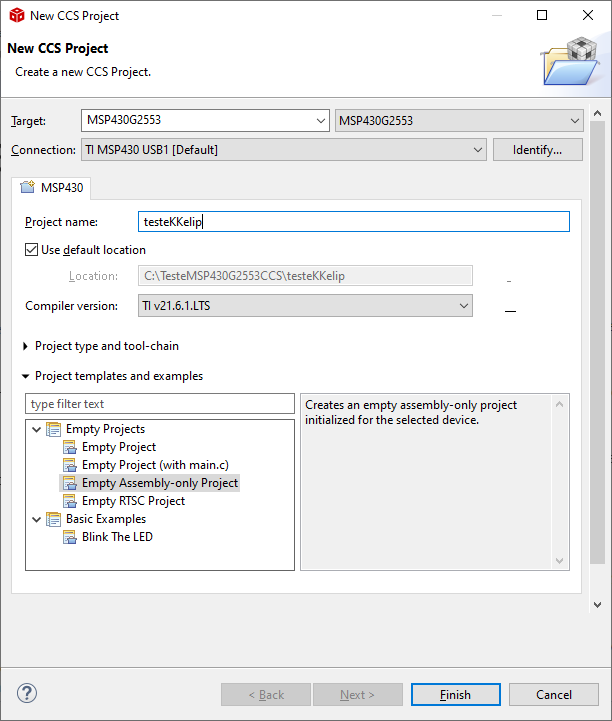 New CCS Project
New CCS Project
Create a new CCS Project.
Target: MSP430G2553 MSP430G2553
Connection: TI MSP430 USB1 [Default] Identify...
MSP430
Project name: testeKKelip
Use default location
Location: C:\TesteMSP430G2553CCS\testeKKelip
Compiler version: TI v21.6.1.LTS
Project type and tool-chain
Project templates and examples
type filter text
Creates an empty assembly-only project
initialized for the selected device.
Empty Projects
Empty Project
Empty Project (with main.c)
Empty Assembly-only Project
Empty RTSC Project
Basic Examples
Blink The LED
? < Back Next > Finish Cancel